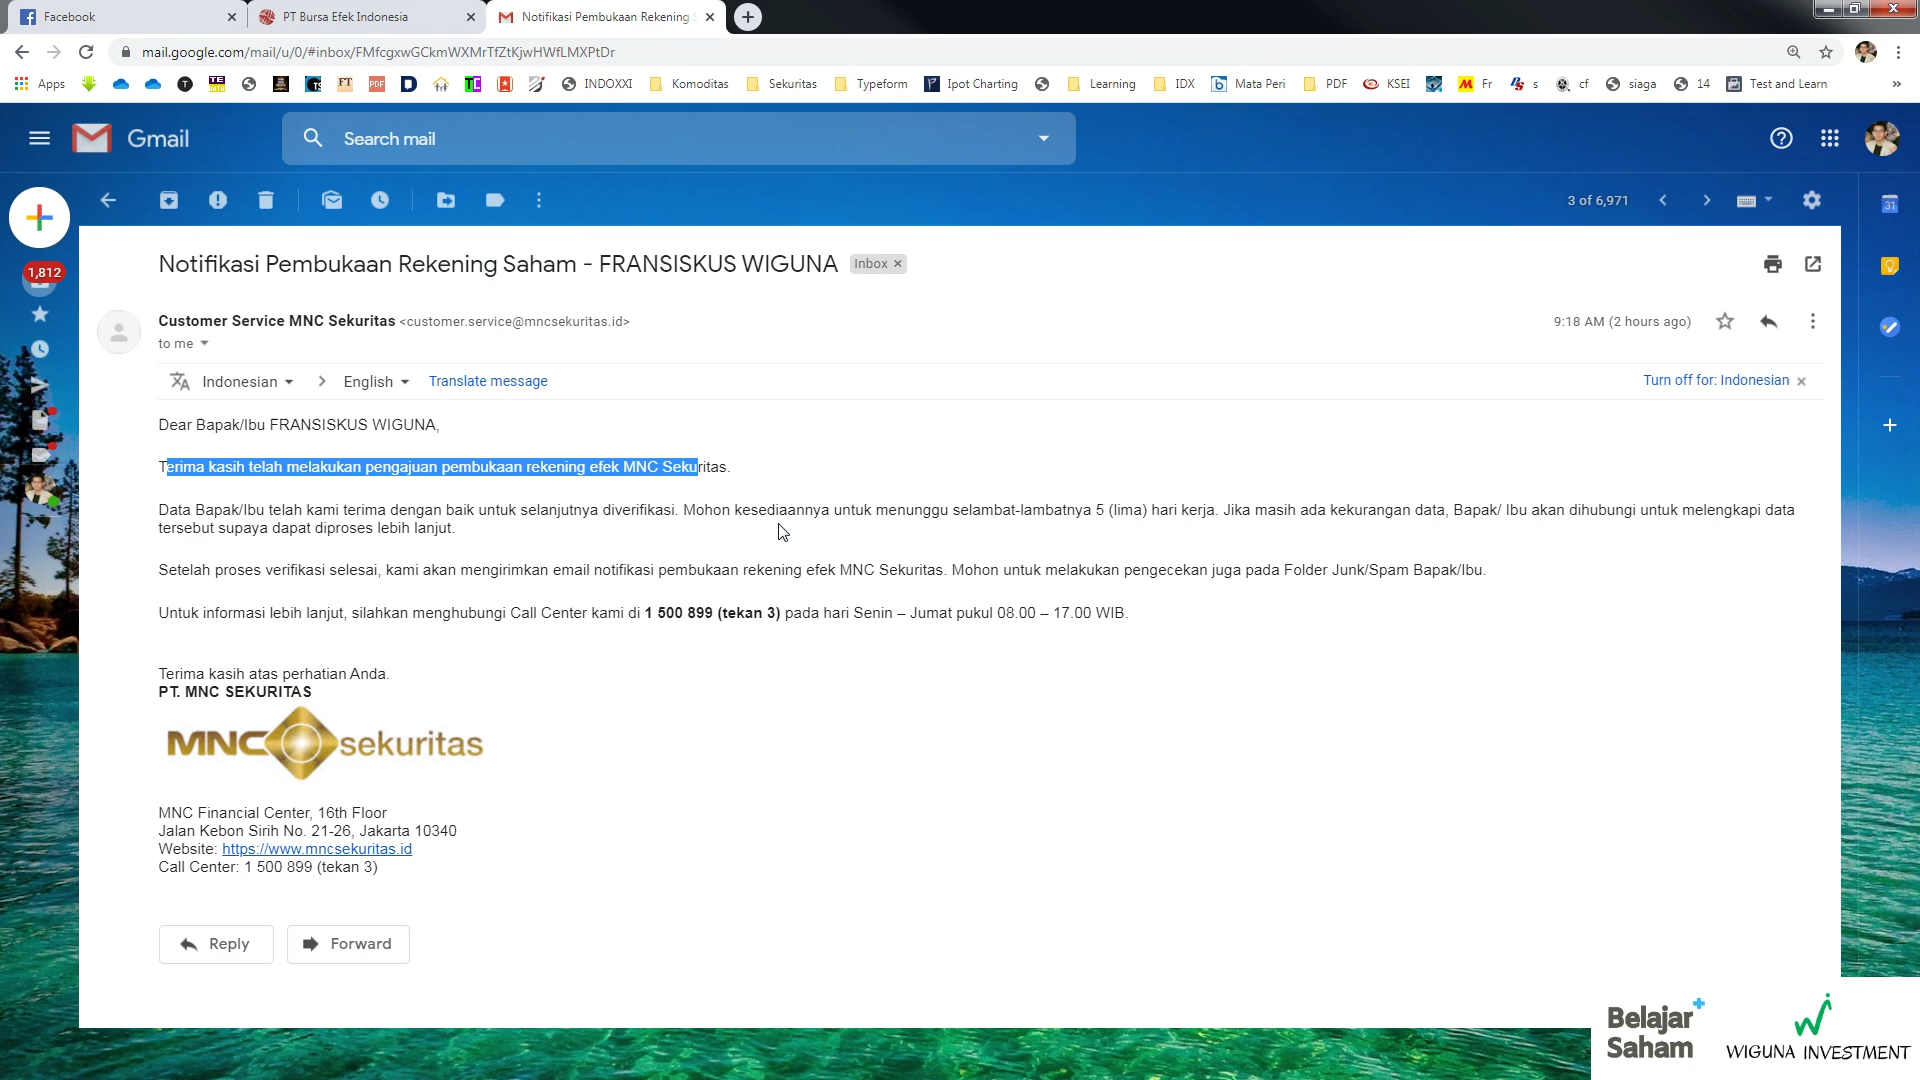 Facebook
PT Bursa Efek Indonesia
Notifikasi Pembukaan Rekening S
mail.google.com/mail/u/0/#inbox/FMfcgxwGCkmWXMrTfZtKjwHWfLMXPtDr
Apps
INDOXXI
Komoditas
Sekuritas
Typeform
Ipot Charting
Learning
IDX
Mata Peri
PDF
KSEI
Fr
s
cf
siaga
14
Test and Learn
»
Gmail
Search mail
3 of 6,971
31
1,812
Notifikasi Pembukaan Rekening Saham - FRANSISKUS WIGUNA
Inbox ×
Customer Service MNC Sekuritas <customer.service@mncsekuritas.id>
9:18 AM (2 hours ago)
to me
Indonesian > English Translate message
Turn off for: Indonesian ×
Dear Bapak/Ibu FRANSISKUS WIGUNA,
Terima kasih telah melakukan pengajuan pembukaan rekening efek MNC Sekuritas.
Data Bapak/Ibu telah kami terima dengan baik untuk selanjutnya diverifikasi. Mohon kesediaannya untuk menunggu selambat-lambatnya 5 (lima) hari kerja. Jika masih ada kekurangan data, Bapak/ Ibu akan dihubungi untuk melengkapi data
tersebut supaya dapat diproses lebih lanjut.
Setelah proses verifikasi selesai, kami akan mengirimkan email notifikasi pembukaan rekening efek MNC Sekuritas. Mohon untuk melakukan pengecekan juga pada Folder Junk/Spam Bapak/Ibu.
Untuk informasi lebih lanjut, silahkan menghubungi Call Center kami di 1 500 899 (tekan 3) pada hari Senin – Jumat pukul 08.00 – 17.00 WIB.
Terima kasih atas perhatian Anda.
PT. MNC SEKURITAS
MNC sekuritas
MNC Financial Center, 16th Floor
Jalan Kebon Sirih No. 21-26, Jakarta 10340
Website: https://www.mncsekuritas.id
Call Center: 1 500 899 (tekan 3)
Reply
Forward
Belajar+
Saham
WIGUNA INVESTMENT